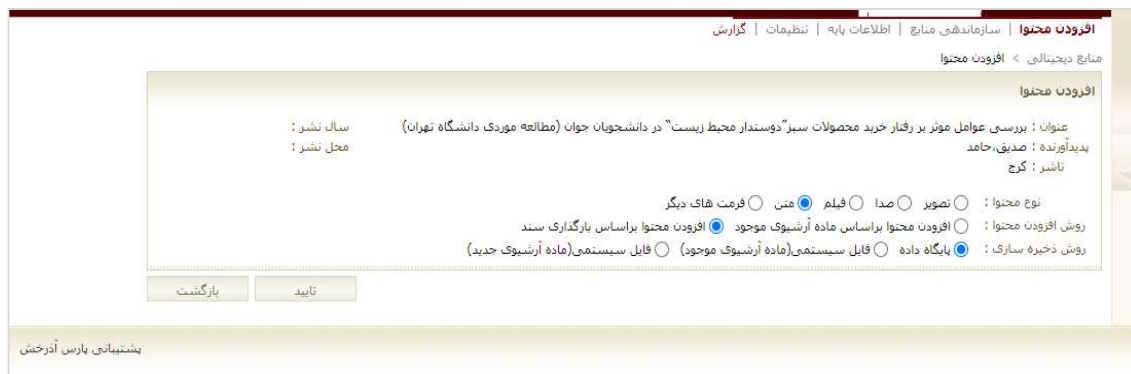 افزودن محتوا | سازماندهی منابع | اطلاعات پایه | تنظیمات | گزارش
منابع دیجیتالی > افزودن محتوا
افزودن محتوا
عنوان : بررسی عوامل موثر بر رفتار خرید محصولات سبز"دوستدار محیط زیست" در دانشجویان جوان (مطالعه موردی دانشگاه تهران) سال نشر :
پدیدآورنده : صدیق،حامد محل نشر :
ناشر : کرج
نوع محتوا : تصویر صدا فیلم متن فرمت های دیگر
روش افزودن محتوا : افزودن محتوا براساس ماده آرشیوی موجود افزودن محتوا براساس بارگذاری سند
روش ذخیره سازی : پایگاه داده فایل سیستمی(ماده آرشیوی موجود) فایل سیستمی(ماده آرشیوی جدید)
تایید بازگشت
پشتیبانی پارس آذرخش